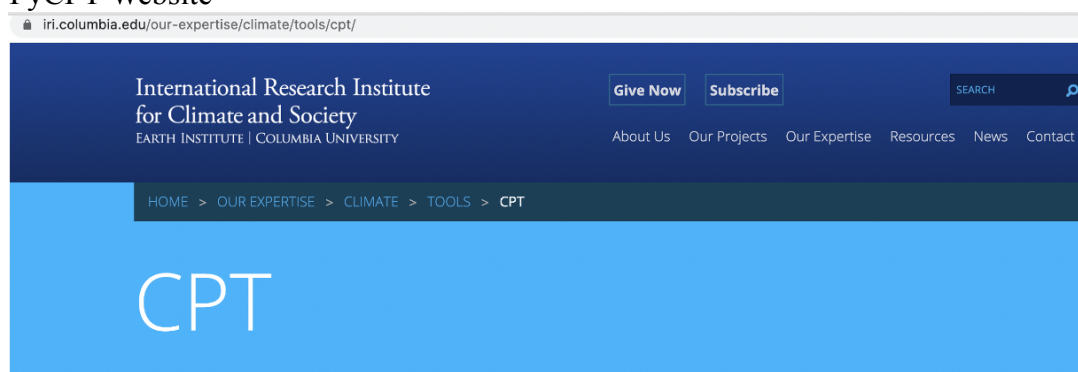 PyCPT Website
iri.columbia.edu/our-expertise/climate/tools/cpt/
International Research Institute
for Climate and Society
EARTH INSTITUTE | COLUMBIA UNIVERSITY
Give Now Subscribe SEARCH
About Us Our Projects Our Expertise Resources News Contact
HOME > OUR EXPERTISE > CLIMATE > TOOLS > CPT
CPT